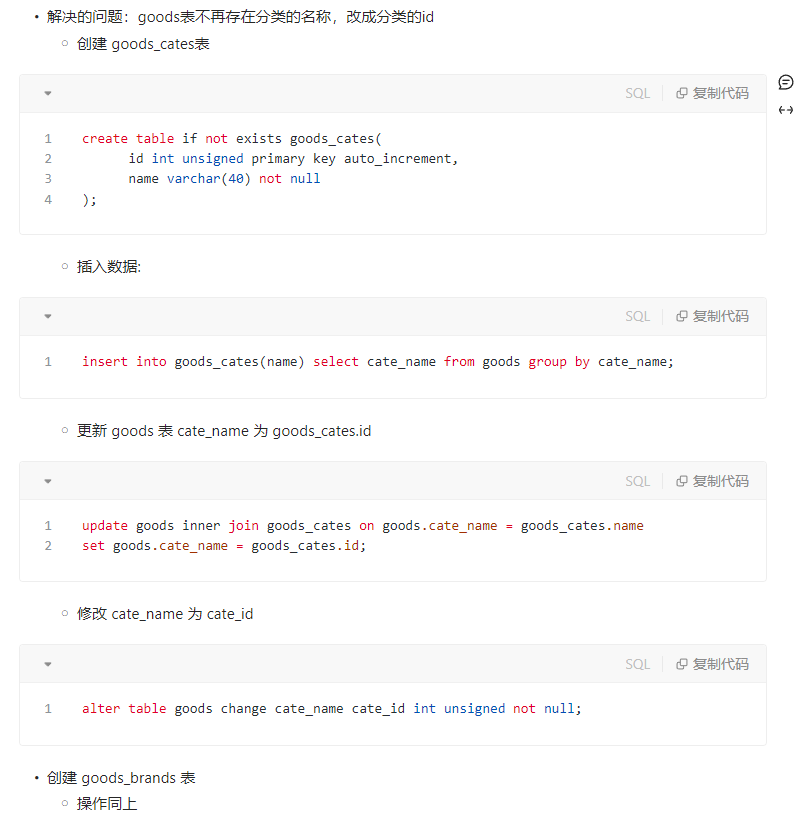 • 解决的问题：goods表不再存在分类的名称，改成分类的id
○ 创建 goods_cates表
SQL 复制代码
1 create table if not exists goods_cates(
2 id int unsigned primary key auto_increment,
3 name varchar(40) not null
4 );
○ 插入数据:
SQL 复制代码
1 insert into goods_cates(name) select cate_name from goods group by cate_name;
○ 更新 goods 表 cate_name 为 goods_cates.id
SQL 复制代码
1 update goods inner join goods_cates on goods.cate_name = goods_cates.name
2 set goods.cate_name = goods_cates.id;
○ 修改 cate_name 为 cate_id
SQL 复制代码
1 alter table goods change cate_name cate_id int unsigned not null;
• 创建 goods_brands 表
○ 操作同上